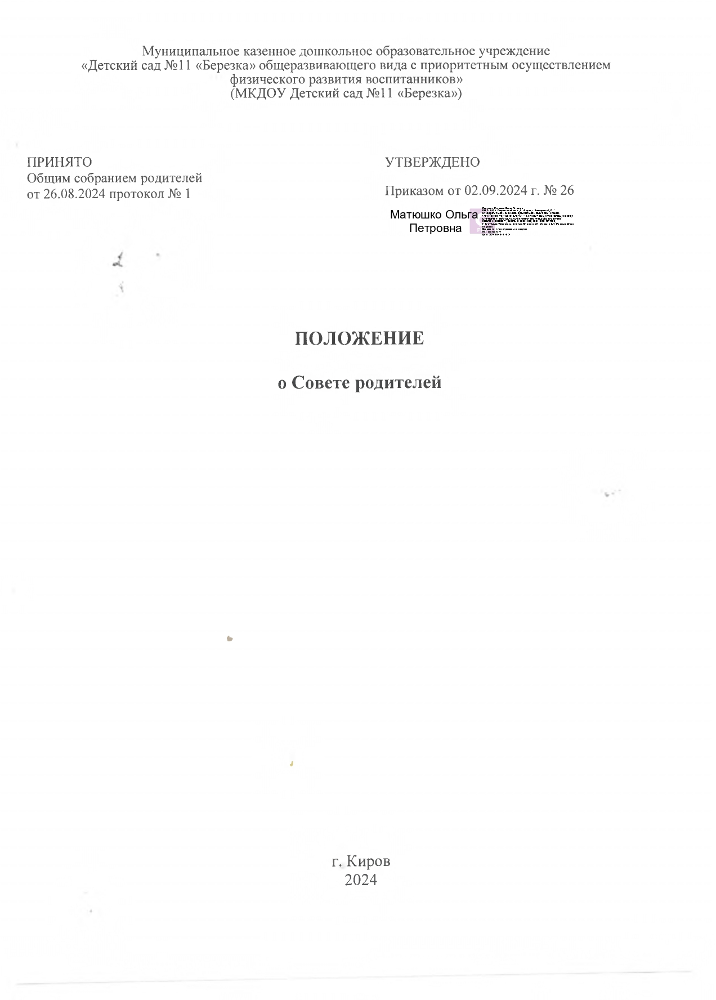 Муниципальное казенное дошкольное образовательное учреждение
«Детский сад №11 «Березка» общеразвивающего вида с приоритетным осуществлением
физического развития воспитанников»
(МКДОУ Детский сад №11 «Березка»)
ПРИНЯТО
Общим собранием родителей
от 26.08.2024 протокол № 1
УТВЕРЖДЕНО
Приказом от 02.09.2024 г. № 26
Матюшко Ольга
Петровна
ПОЛОЖЕНИЕ
о Совете родителей
г. Киров
2024